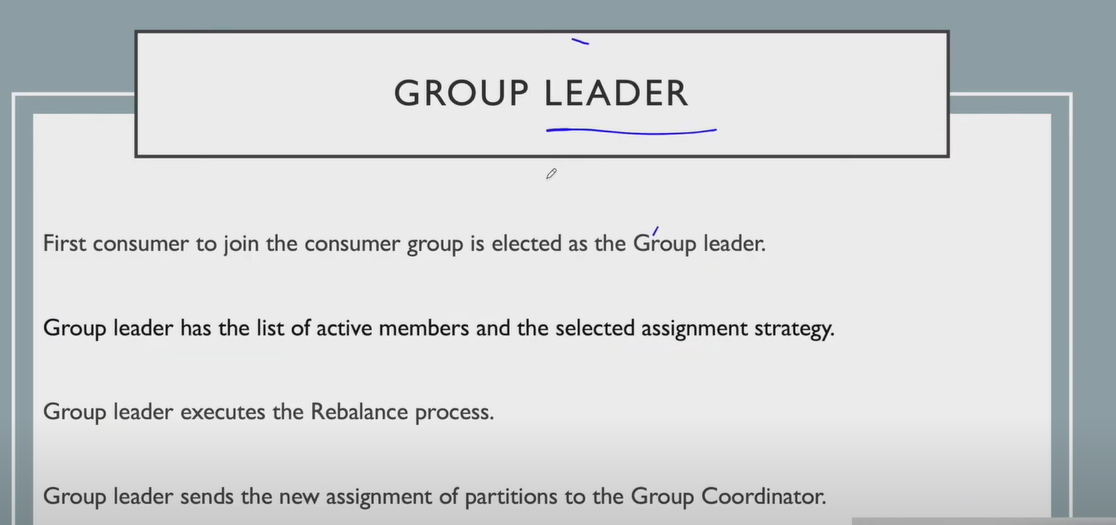 GROUP LEADER
First consumer to join the consumer group is elected as the Group leader.
Group leader has the list of active members and the selected assignment strategy.
Group leader executes the Rebalance process.
Group leader sends the new assignment of partitions to the Group Coordinator.